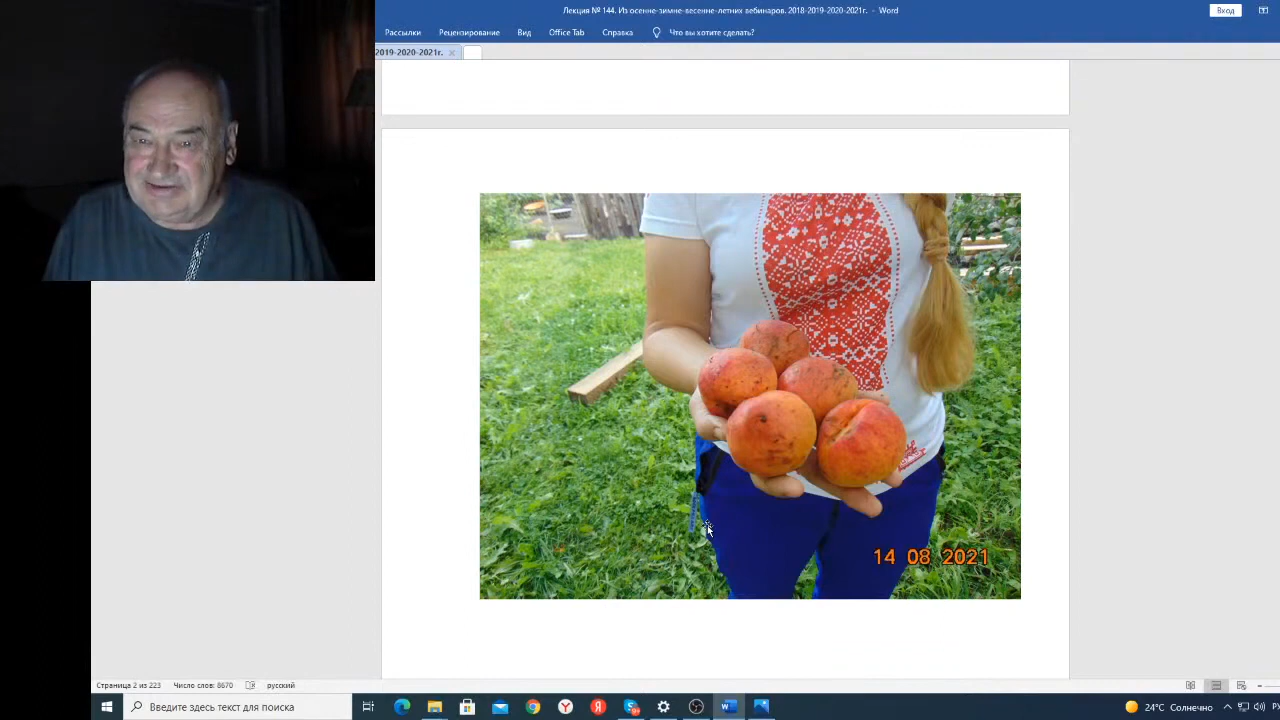 Лекция № 144. Из осенне-зимне-весенне-летних вебинаров. 2018-2019-2020-2021г. - Word
Вход
Рассылки Рецензирование Вид Office Tab Справка Что вы хотите сделать?
2019-2020-2021г.
14 08 2021
Страница 2 из 223 Число слов: 8670 русский
Введите здесь текст для поиска
24°C Солнечно